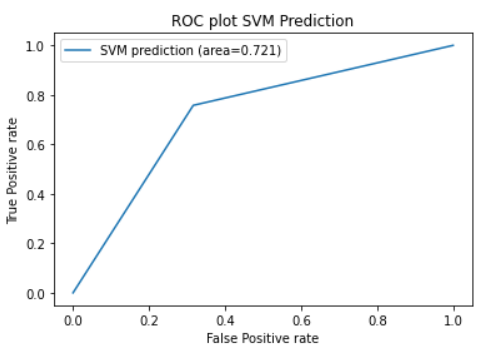 ROC plot SVM Prediction
SVM prediction (area=0.721)
True Positive rate
1.0
0.8
0.6
0.4
0.2
0.0
0.0 0.2 0.4 0.6 0.8 1.0
False Positive rate